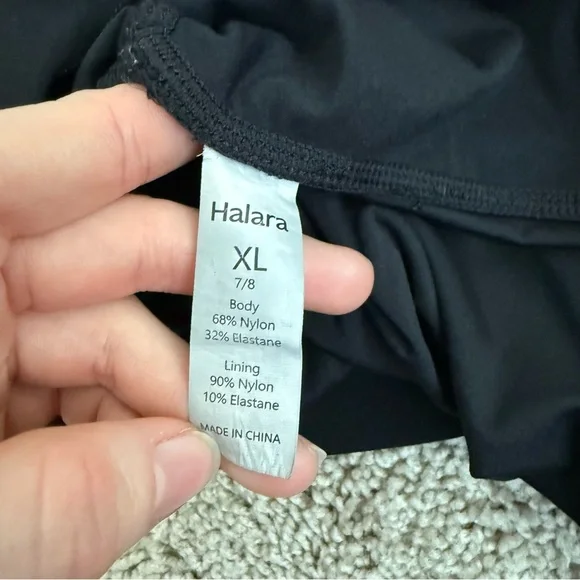 Halara
XL
7/8
Body
68% Nylon
32% Elastane
Lining
90% Nylon
10% Elastane
MADE IN CHINA